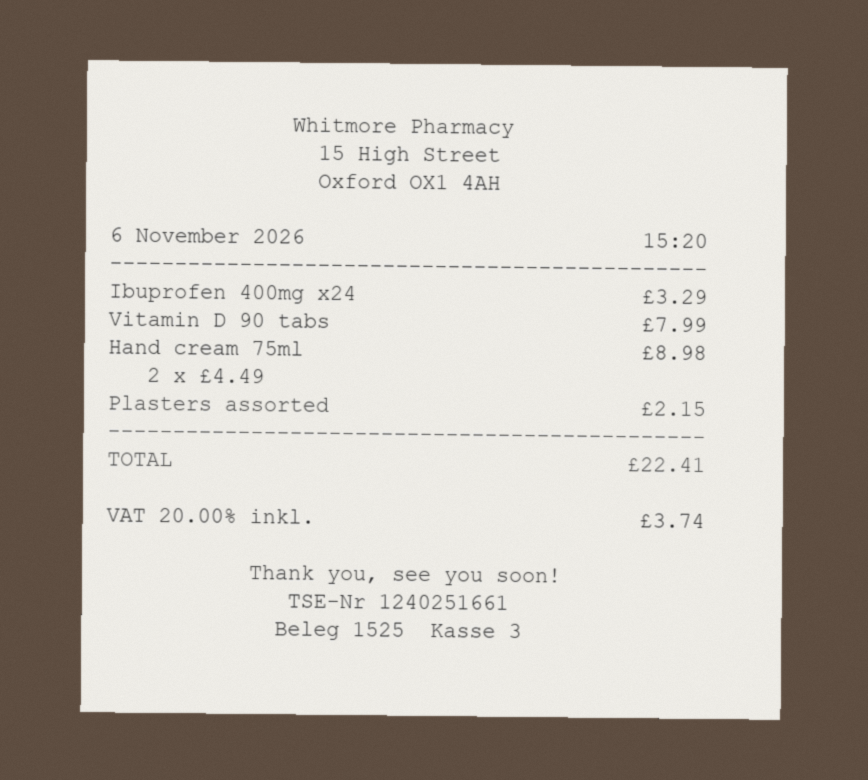 Whitmore Pharmacy
15 High Street
Oxford OX1 4AH
6 November 2026 15:20
----------------------------------------------
Ibuprofen 400mg x24 £3.29
Vitamin D 90 tabs £7.99
Hand cream 75ml £8.98
2 x £4.49
Plasters assorted £2.15
----------------------------------------------
TOTAL £22.41
VAT 20.00% inkl. £3.74
Thank you, see you soon!
TSE-Nr 1240251661
Beleg 1525 Kasse 3